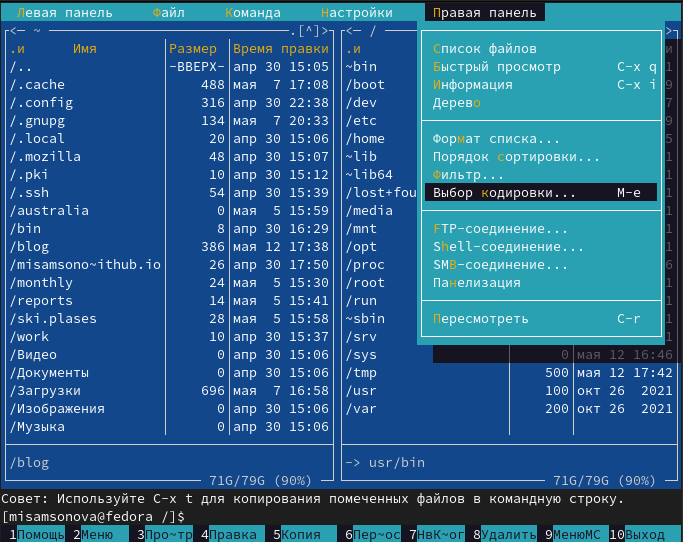 Левая панель Файл Команда Настройки Правая панель
<— ~ .[^]> <— / >
.и Имя Размер Время правки .и и
/.. -ВВЕРХ- апр 30 15:05 ~bin Список файлов
/.cache 488 мая 7 17:08 /boot Быстрый просмотр C-x q
/.config 316 апр 30 22:38 /dev Информация C-x i
/.gnupg 134 мая 7 20:33 /etc Дерево
/.local 20 апр 30 15:06 /home
/.mozilla 48 апр 30 15:07 ~lib Формат списка...
/.pki 10 апр 30 15:12 ~lib64 Порядок сортировки...
/.ssh 54 апр 30 15:39 /lost+fou Фильтр...
/australia 0 мая 5 15:59 /media Выбор кодировки... M-e
/bin 8 апр 30 16:29 /mnt FTP-соединение...
/blog 386 мая 12 17:38 /opt Shell-соединение...
/misamsono~ithub.io 26 апр 30 17:50 /proc SMB-соединение...
/monthly 24 мая 5 15:30 /root Панелизация
/reports 14 мая 5 15:41 /run
/ski.plases 28 мая 5 15:58 ~sbin Пересмотреть C-r
/work 10 апр 30 15:37 /srv
/Видео 0 апр 30 15:06 /sys 0 мая 12 16:46
/Документы 0 апр 30 15:06 /tmp 500 мая 12 17:42
/Загрузки 696 мая 7 16:58 /usr 100 окт 26 2021
/Изображения 0 апр 30 15:06 /var 200 окт 26 2021
/Музыка 0 апр 30 15:06
/blog -> usr/bin
71G/79G (90%) 71G/79G (90%)
Совет: Используйте C-x t для копирования помеченных файлов в командную строку.
[misamsonova@fedora /]$
1Помощь 2Меню 3Про~тр 4Правка 5Копия 6Пер~ос 7НвК~ог 8Удалить 9МенюMC 10Выход